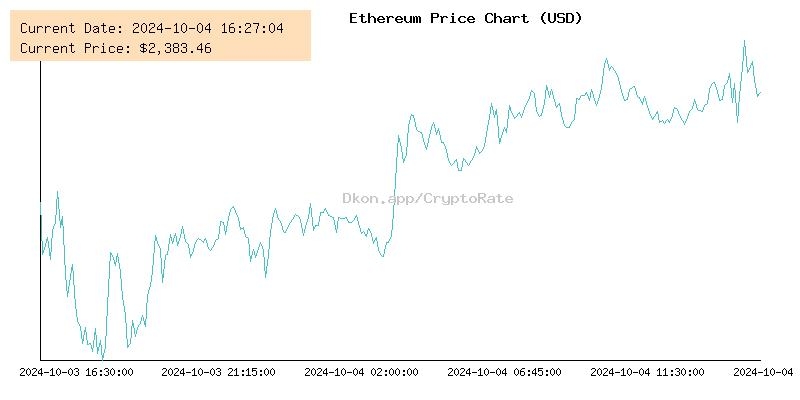 Ethereum Price Chart (USD)
Current Date: 2024-10-04 16:27:04
Current Price: $2,383.46
Dkon.app/CryptoRate
2024-10-03 16:30:00 2024-10-03 21:15:00 2024-10-04 02:00:00 2024-10-04 06:45:00 2024-10-04 11:30:00 2024-10-04